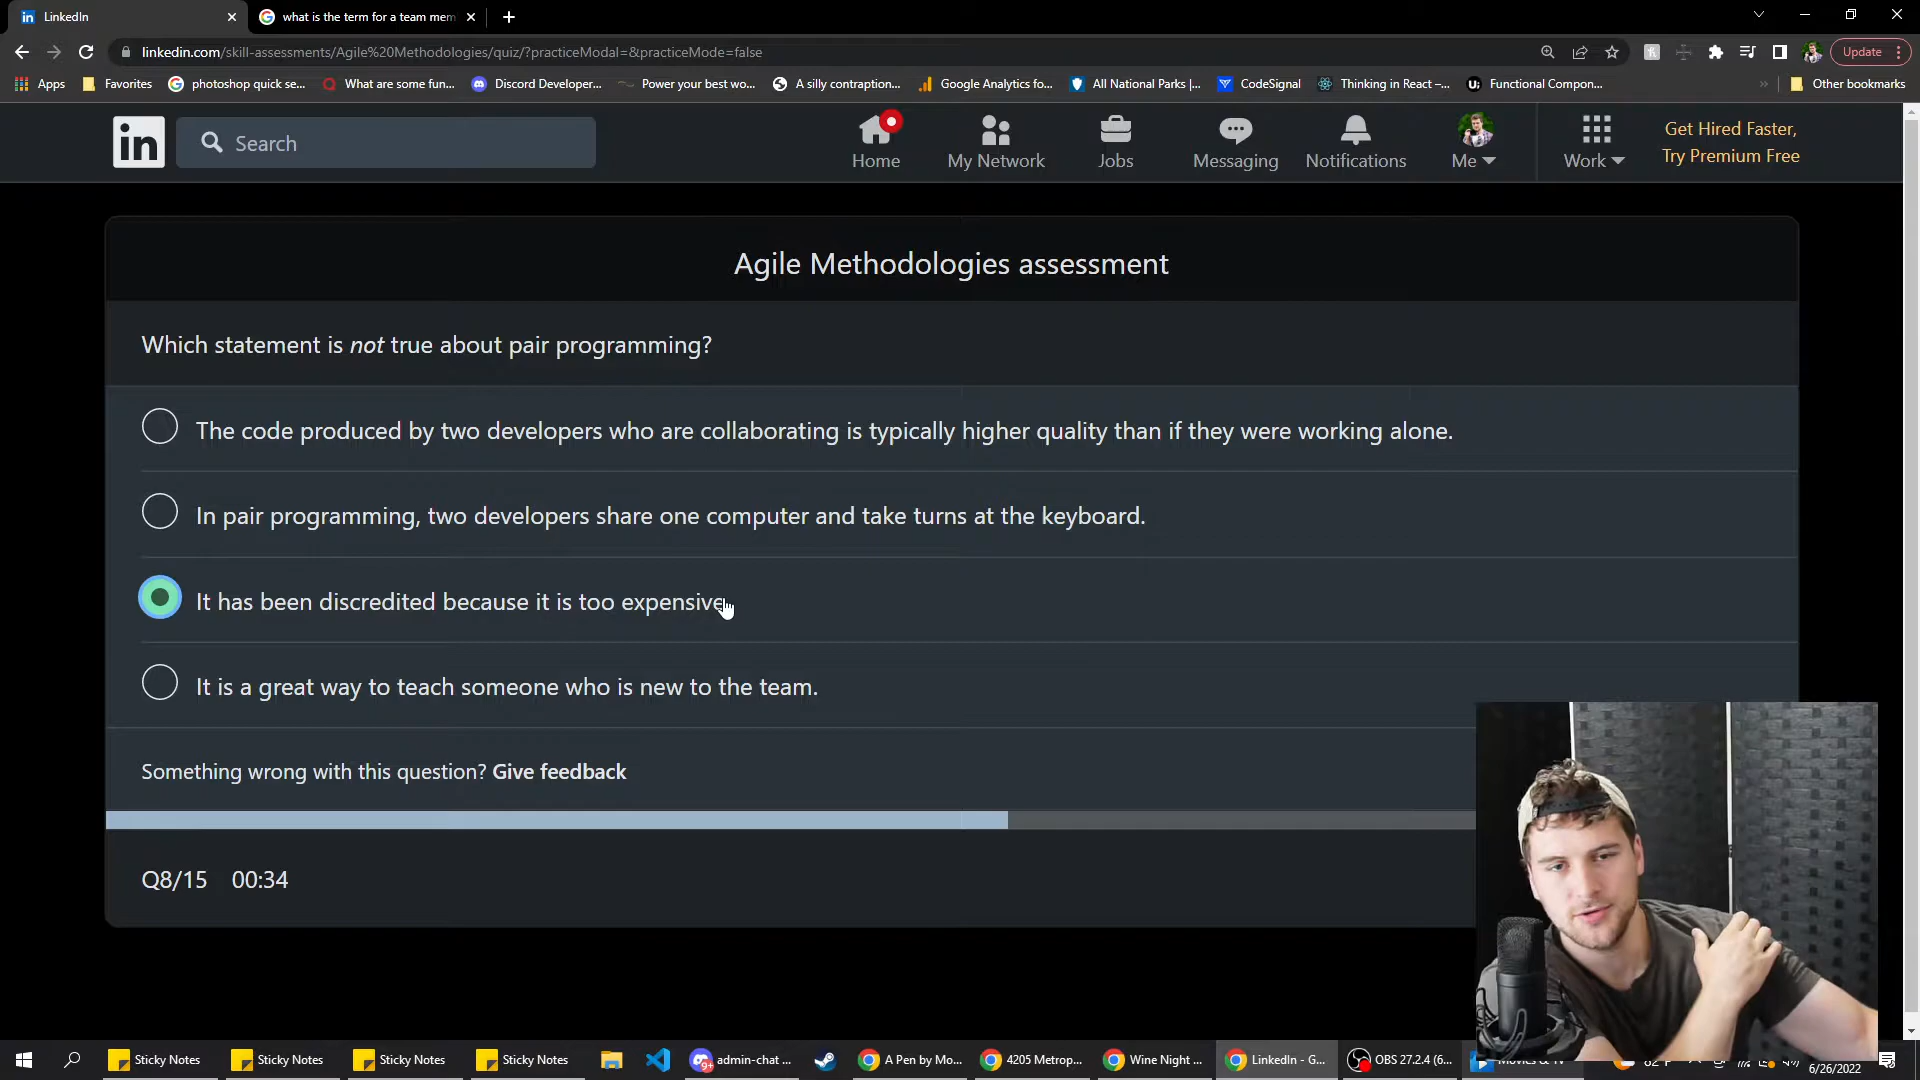 LinkedIn
what is the term for a team mem
linkedin.com/skill-assessments/Agile%20Methodologies/quiz/?practiceModal=&practiceMode=false
Update
Apps
Favorites
photoshop quick se...
What are some fun...
Discord Developer...
Power your best wo...
A silly contraption...
Google Analytics fo...
All National Parks |...
CodeSignal
Thinking in React –...
Functional Compon...
»
Other bookmarks
in
Search
Home
My Network
Jobs
Messaging
Notifications
Me
Work
Get Hired Faster,
Try Premium Free
Agile Methodologies assessment
Which statement is not true about pair programming?
The code produced by two developers who are collaborating is typically higher quality than if they were working alone.
In pair programming, two developers share one computer and take turns at the keyboard.
It has been discredited because it is too expensive
It is a great way to teach someone who is new to the team.
Something wrong with this question? Give feedback
Q8/15 00:34
Sticky Notes
Sticky Notes
Sticky Notes
Sticky Notes
9+
admin-chat ...
A Pen by Mo...
4205 Metrop...
Wine Night ...
LinkedIn - G...
OBS 27.2.4 (6...
6/26/2022